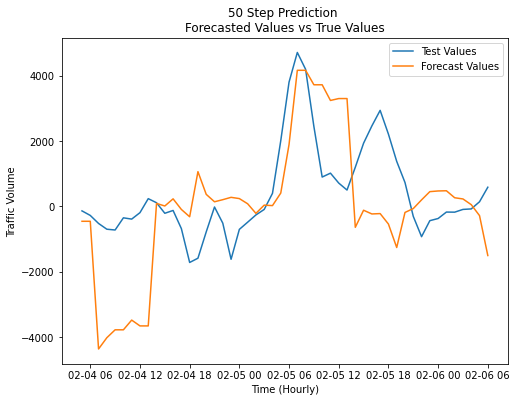 50 Step Prediction
Forecasted Values vs True Values
Test Values
Forecast Values
Traffic Volume
4000
2000
0
−2000
−4000
02-04 06 02-04 12 02-04 18 02-05 00 02-05 06 02-05 12 02-05 18 02-06 00 02-06 06
Time (Hourly)